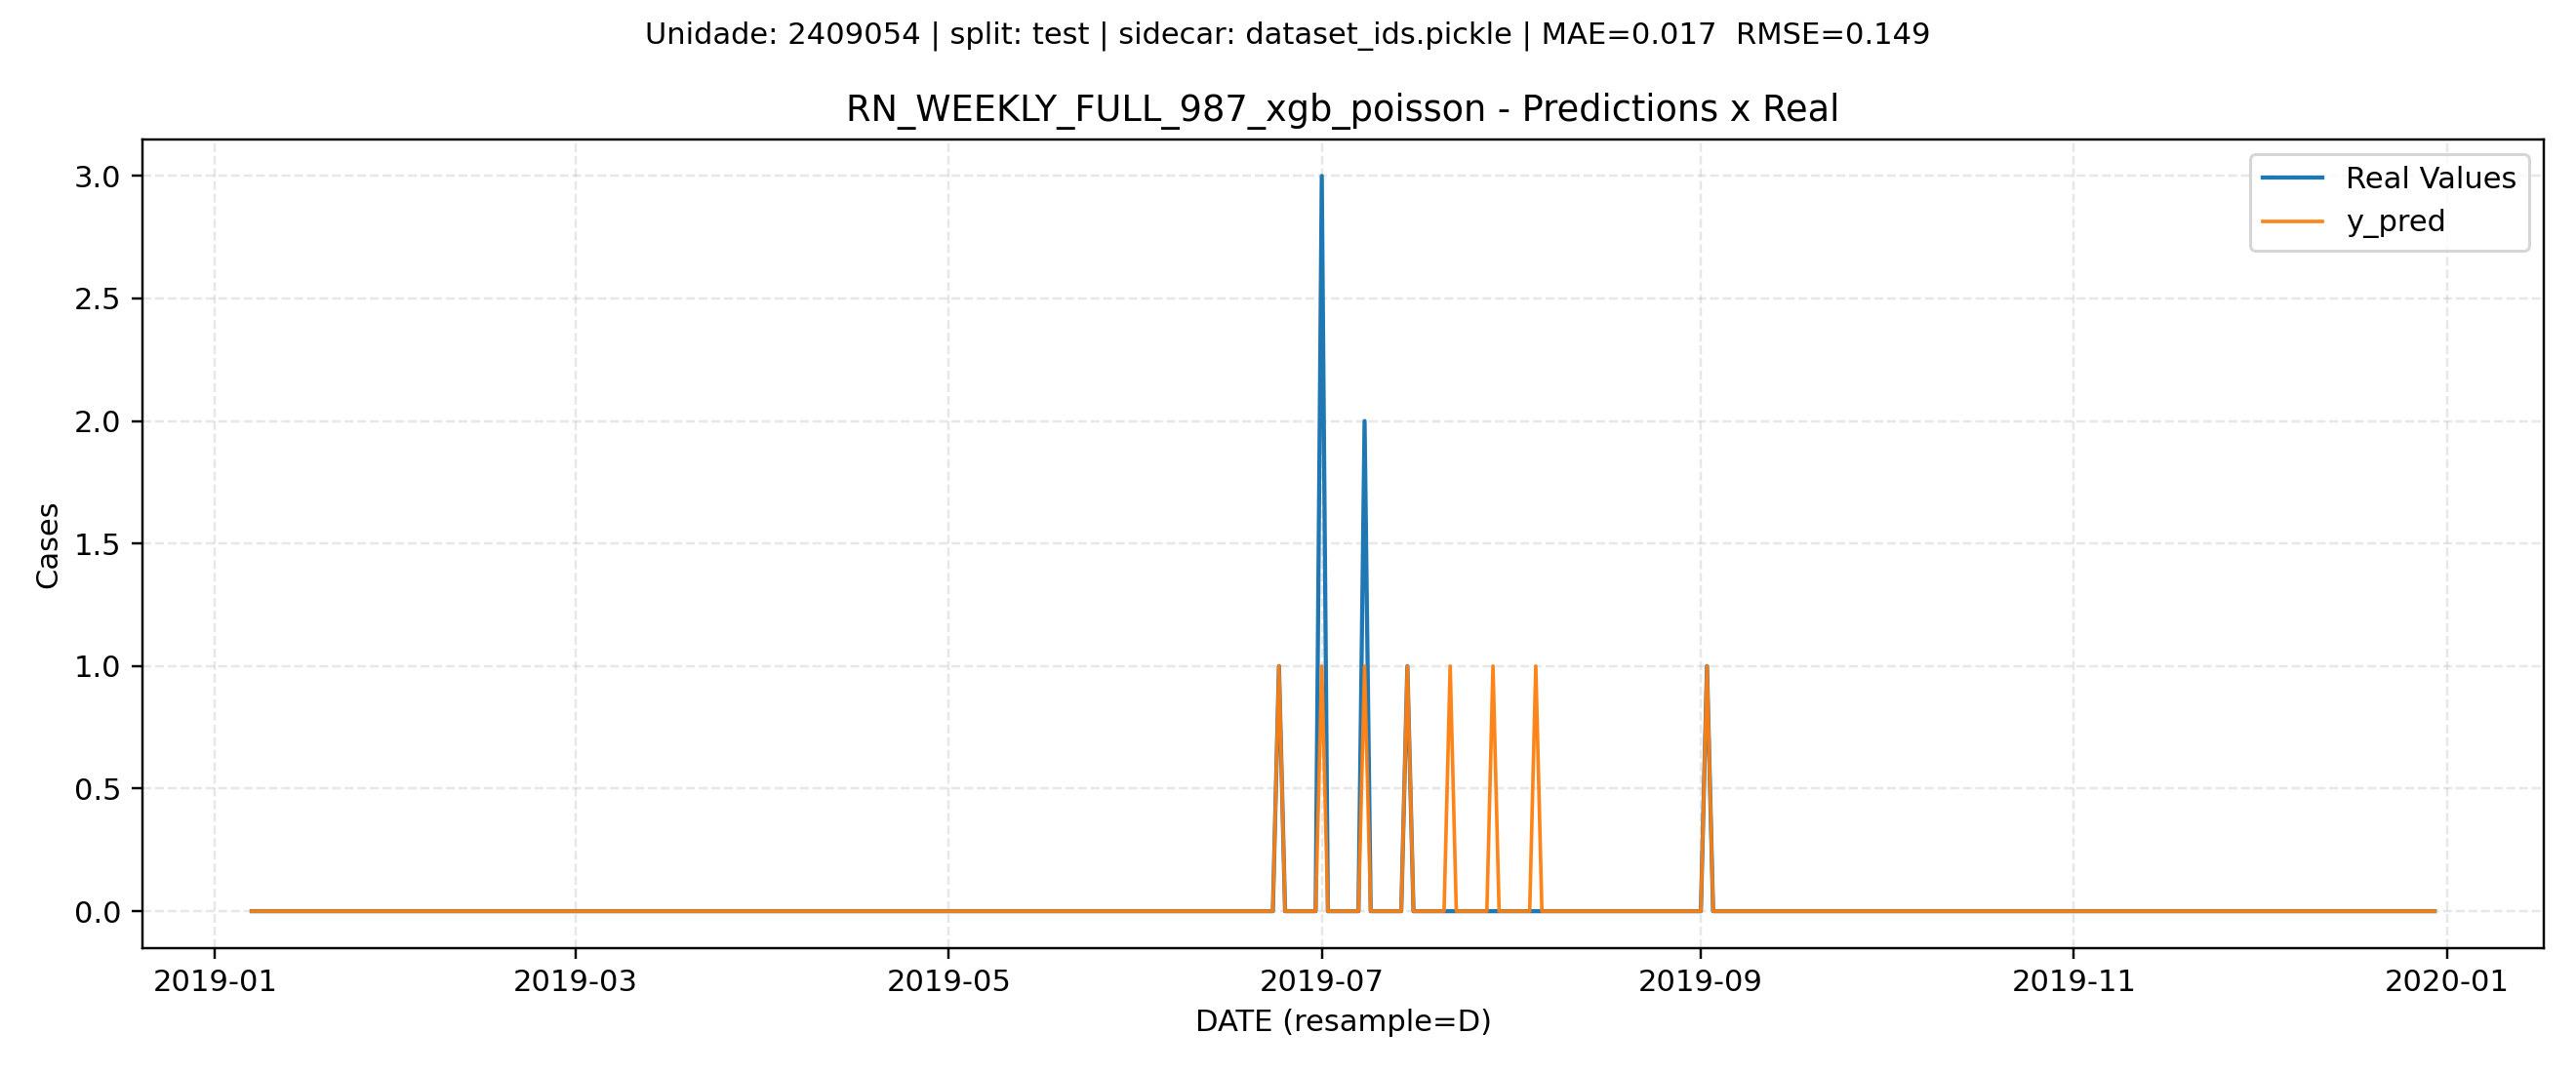 Unidade: 2409054 | split: test | sidecar: dataset_ids.pickle | MAE=0.017  RMSE=0.149
RN_WEEKLY_FULL_987_xgb_poisson - Predictions x Real
Real Values
y_pred
Cases
3.0
2.5
2.0
1.5
1.0
0.5
0.0
2019-01
2019-03
2019-05
2019-07
2019-09
2019-11
2020-01
DATE (resample=D)